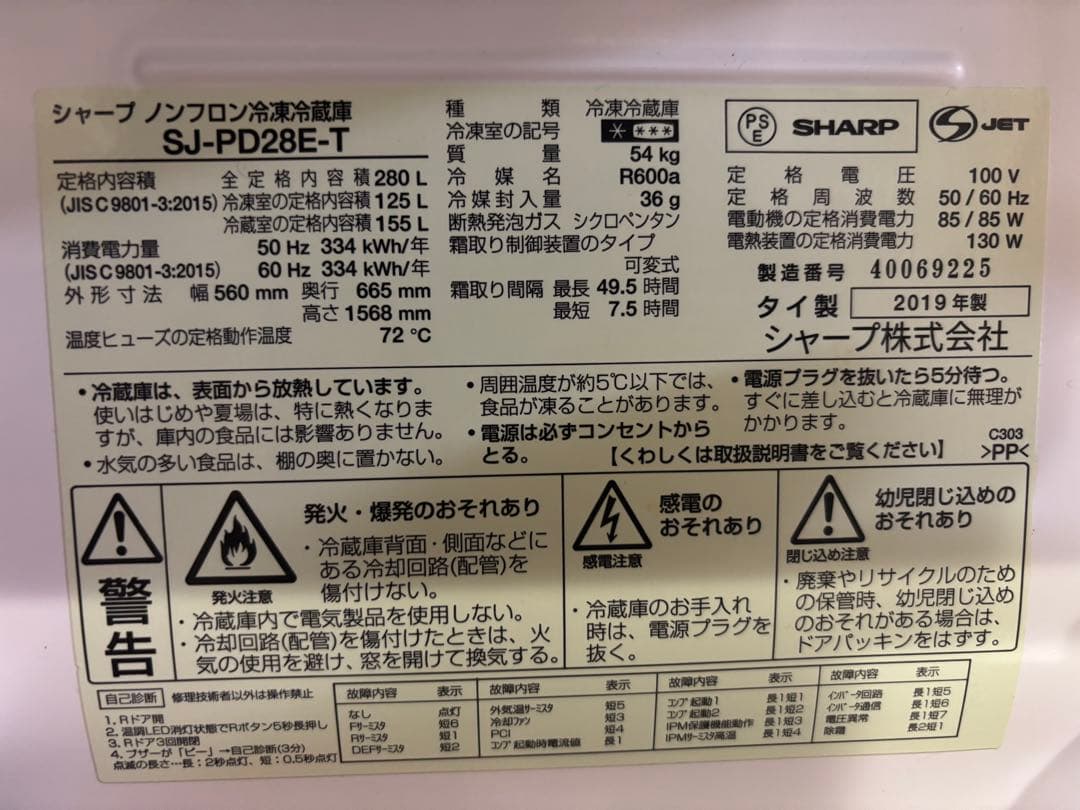 シャープ ノンフロン冷凍冷蔵庫
SJ-PD28E-T
定格内容積 全定格内容積 280 L
(JIS C 9801-3:2015) 冷凍室の定格内容積 125 L
冷蔵室の定格内容積 155 L
消費電力量 50 Hz 334 kWh/年
(JIS C 9801-3:2015) 60 Hz 334 kWh/年
外形寸法 幅 560 mm 奥行 665 mm
高さ 1568 mm
温度ヒューズの定格動作温度 72 ℃
種類 冷凍冷蔵庫
冷凍室の記号 * ***
質量 54 kg
冷媒名 R600a
冷媒封入量 36 g
断熱発泡ガス シクロペンタン
霜取り制御装置のタイプ
可変式
霜取り間隔 最長 49.5 時間
最短 7.5 時間
PS
E
SHARP
S JET
定格電圧 100 V
定格周波数 50/60 Hz
電動機の定格消費電力 85/85 W
電熱装置の定格消費電力 130 W
製造番号 40069225
タイ製 2019 年製
シャープ株式会社
・冷蔵庫は、表面から放熱しています。
使いはじめや夏場は、特に熱くなりま
すが、庫内の食品には影響ありません。
・水気の多い食品は、棚の奥に置かない。
・周囲温度が約5℃以下では、
食品が凍ることがあります。
・電源は必ずコンセントから
とる。
・電源プラグを抜いたら5分待つ。
すぐに差し込むと冷蔵庫に無理が
かかります。
【くわしくは取扱説明書をご覧ください】
C303
>PP<
警告
発火・爆発のおそれあり
発火注意
・冷蔵庫背面・側面などに
ある冷却回路(配管)を
傷付けない。
・冷蔵庫内で電気製品を使用しない。
・冷却回路(配管)を傷付けたときは、火
気の使用を避け、窓を開けて換気する。
感電の
おそれあり
感電注意
・冷蔵庫のお手入れ
時は、電源プラグを
抜く。
幼児閉じ込めの
おそれあり
閉じ込め注意
・廃棄やリサイクルのため
の保管時、幼児閉じ込め
のおそれがある場合は、
ドアパッキンをはずす。
自己診断 修理技術者以外は操作禁止
1. Rドア開
2. 温調LED消灯状態でRボタン5秒長押し
3. Rドア3回開閉
4. ブザーが「ピー」→自己診断(3分)
点滅の長さ…長：2秒点灯、短：0.5秒点灯
故障内容 表示
なし 点灯
Fサーミスタ 短6
Rサーミスタ 短1
DEFサーミスタ 短2
故障内容 表示
外気温サーミスタ 短5
冷却ファン 短3
PCI 短4
コンプ起動時電流値 長1
故障内容 表示
コンプ起動1 長1短1
コンプ起動2 長1短2
IPM保護機能動作 長1短3
IPMサーミスタ高温 長1短4
故障内容 表示
インバータ回路 長1短5
インバータ通信 長1短6
電圧異常 長1短7
除霜 長2短1